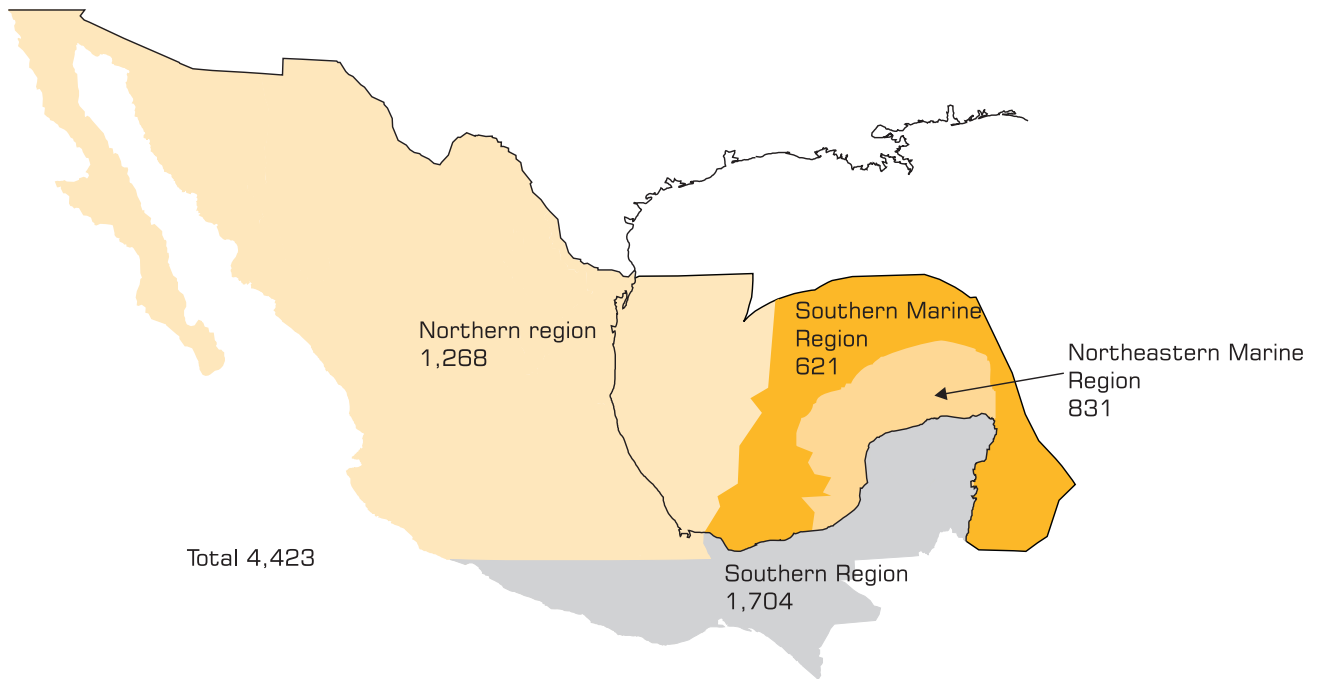 Northern region
1,268
Southern Marine
Region
621
Northeastern Marine
Region
831
Total 4,423
Southern Region
1,704